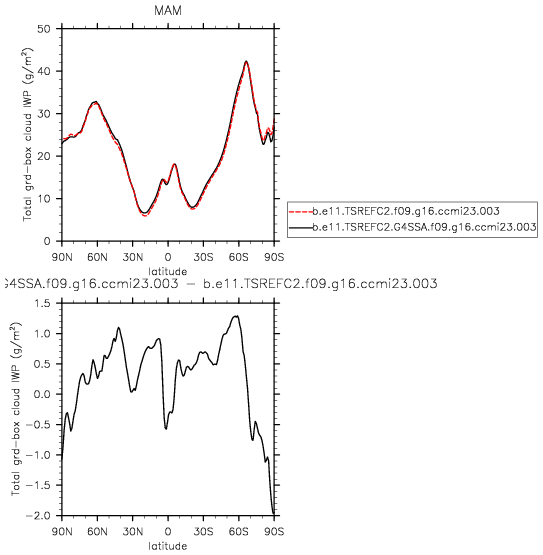 MAM
Total grd-box cloud IWP (g/m²)
50
40
30
20
10
0
90N 60N 30N 0 30S 60S 90S
latitude
b.e11.TSREFC2.f09.g16.ccmi23.003
b.e11.TSREFC2.G4SSA.f09.g16.ccmi23.003
G4SSA.f09.g16.ccmi23.003 - b.e11.TSREFC2.f09.g16.ccmi23.003
Total grd-box cloud IWP (g/m²)
1.5
1.0
0.5
0.0
-0.5
-1.0
-1.5
-2.0
90N 60N 30N 0 30S 60S 90S
latitude